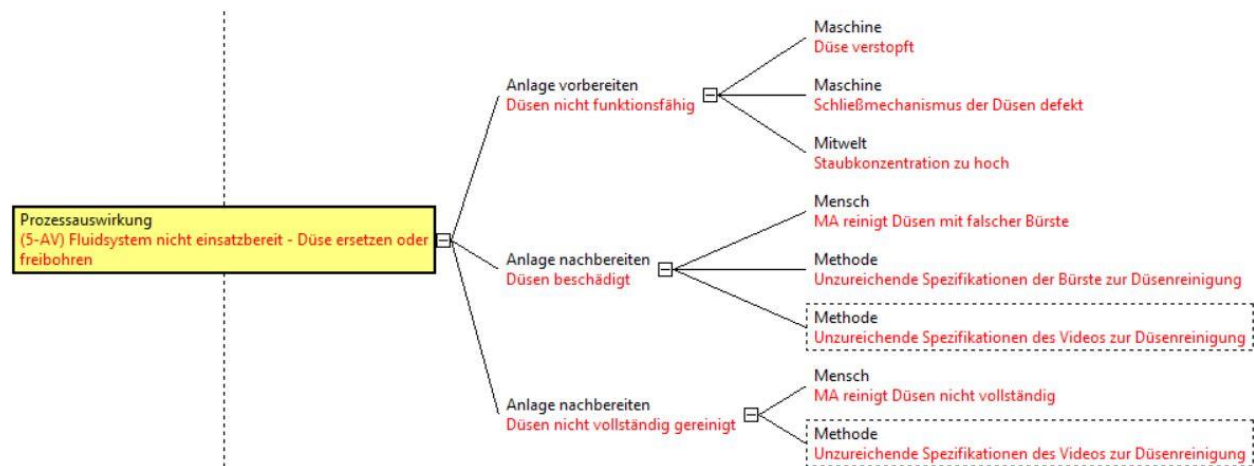 Maschine
Düse verstopft
Anlage vorbereiten
Düsen nicht funktionsfähig
Maschine
Schließmechanismus der Düsen defekt
Mitwelt
Staubkonzentration zu hoch
Prozessauswirkung
(5-AV) Fluidsystem nicht einsatzbereit - Düse ersetzen oder
freibohren
Mensch
MA reinigt Düsen mit falscher Bürste
Anlage nachbereiten
Düsen beschädigt
Methode
Unzureichende Spezifikationen der Bürste zur Düsenreinigung
Methode
Unzureichende Spezifikationen des Videos zur Düsenreinigung
Mensch
MA reinigt Düsen nicht vollständig
Anlage nachbereiten
Düsen nicht vollständig gereinigt
Methode
Unzureichende Spezifikationen des Videos zur Düsenreinigung